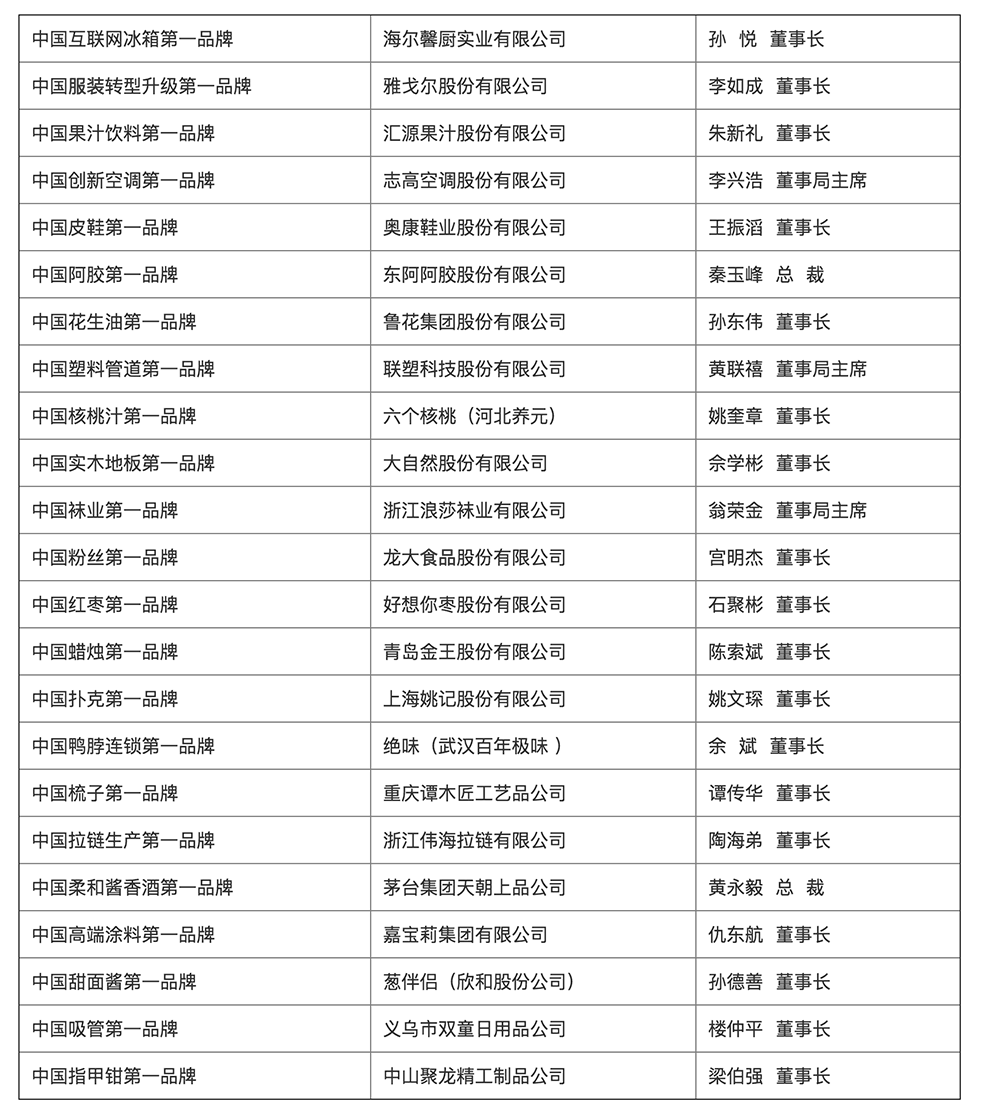 中国互联网冰箱第一品牌 海尔馨厨实业有限公司 孙 悦 董事长
中国服装转型升级第一品牌 雅戈尔股份有限公司 李如成 董事长
中国果汁饮料第一品牌 汇源果汁股份有限公司 朱新礼 董事长
中国创新空调第一品牌 志高空调股份有限公司 李兴浩 董事局主席
中国皮鞋第一品牌 奥康鞋业股份有限公司 王振滔 董事长
中国阿胶第一品牌 东阿阿胶股份有限公司 秦玉峰 总 裁
中国花生油第一品牌 鲁花集团股份有限公司 孙东伟 董事长
中国塑料管道第一品牌 联塑科技股份有限公司 黄联禧 董事局主席
中国核桃汁第一品牌 六个核桃（河北养元） 姚奎章 董事长
中国实木地板第一品牌 大自然股份有限公司 佘学彬 董事长
中国袜业第一品牌 浙江浪莎袜业有限公司 翁荣金 董事局主席
中国粉丝第一品牌 龙大食品股份有限公司 宫明杰 董事长
中国红枣第一品牌 好想你枣股份有限公司 石聚彬 董事长
中国蜡烛第一品牌 青岛金王股份有限公司 陈索斌 董事长
中国扑克第一品牌 上海姚记股份有限公司 姚文琛 董事长
中国鸭脖连锁第一品牌 绝味（武汉百年极味 ） 余 斌 董事长
中国梳子第一品牌 重庆谭木匠工艺品公司 谭传华 董事长
中国拉链生产第一品牌 浙江伟海拉链有限公司 陶海弟 董事长
中国柔和酱香酒第一品牌 茅台集团天朝上品公司 黄永毅 总 裁
中国高端涂料第一品牌 嘉宝莉集团有限公司 仇东航 董事长
中国甜面酱第一品牌 葱伴侣（欣和股份公司） 孙德善 董事长
中国吸管第一品牌 义乌市双童日用品公司 楼仲平 董事长
中国指甲钳第一品牌 中山聚龙精工制品公司 梁伯强 董事长